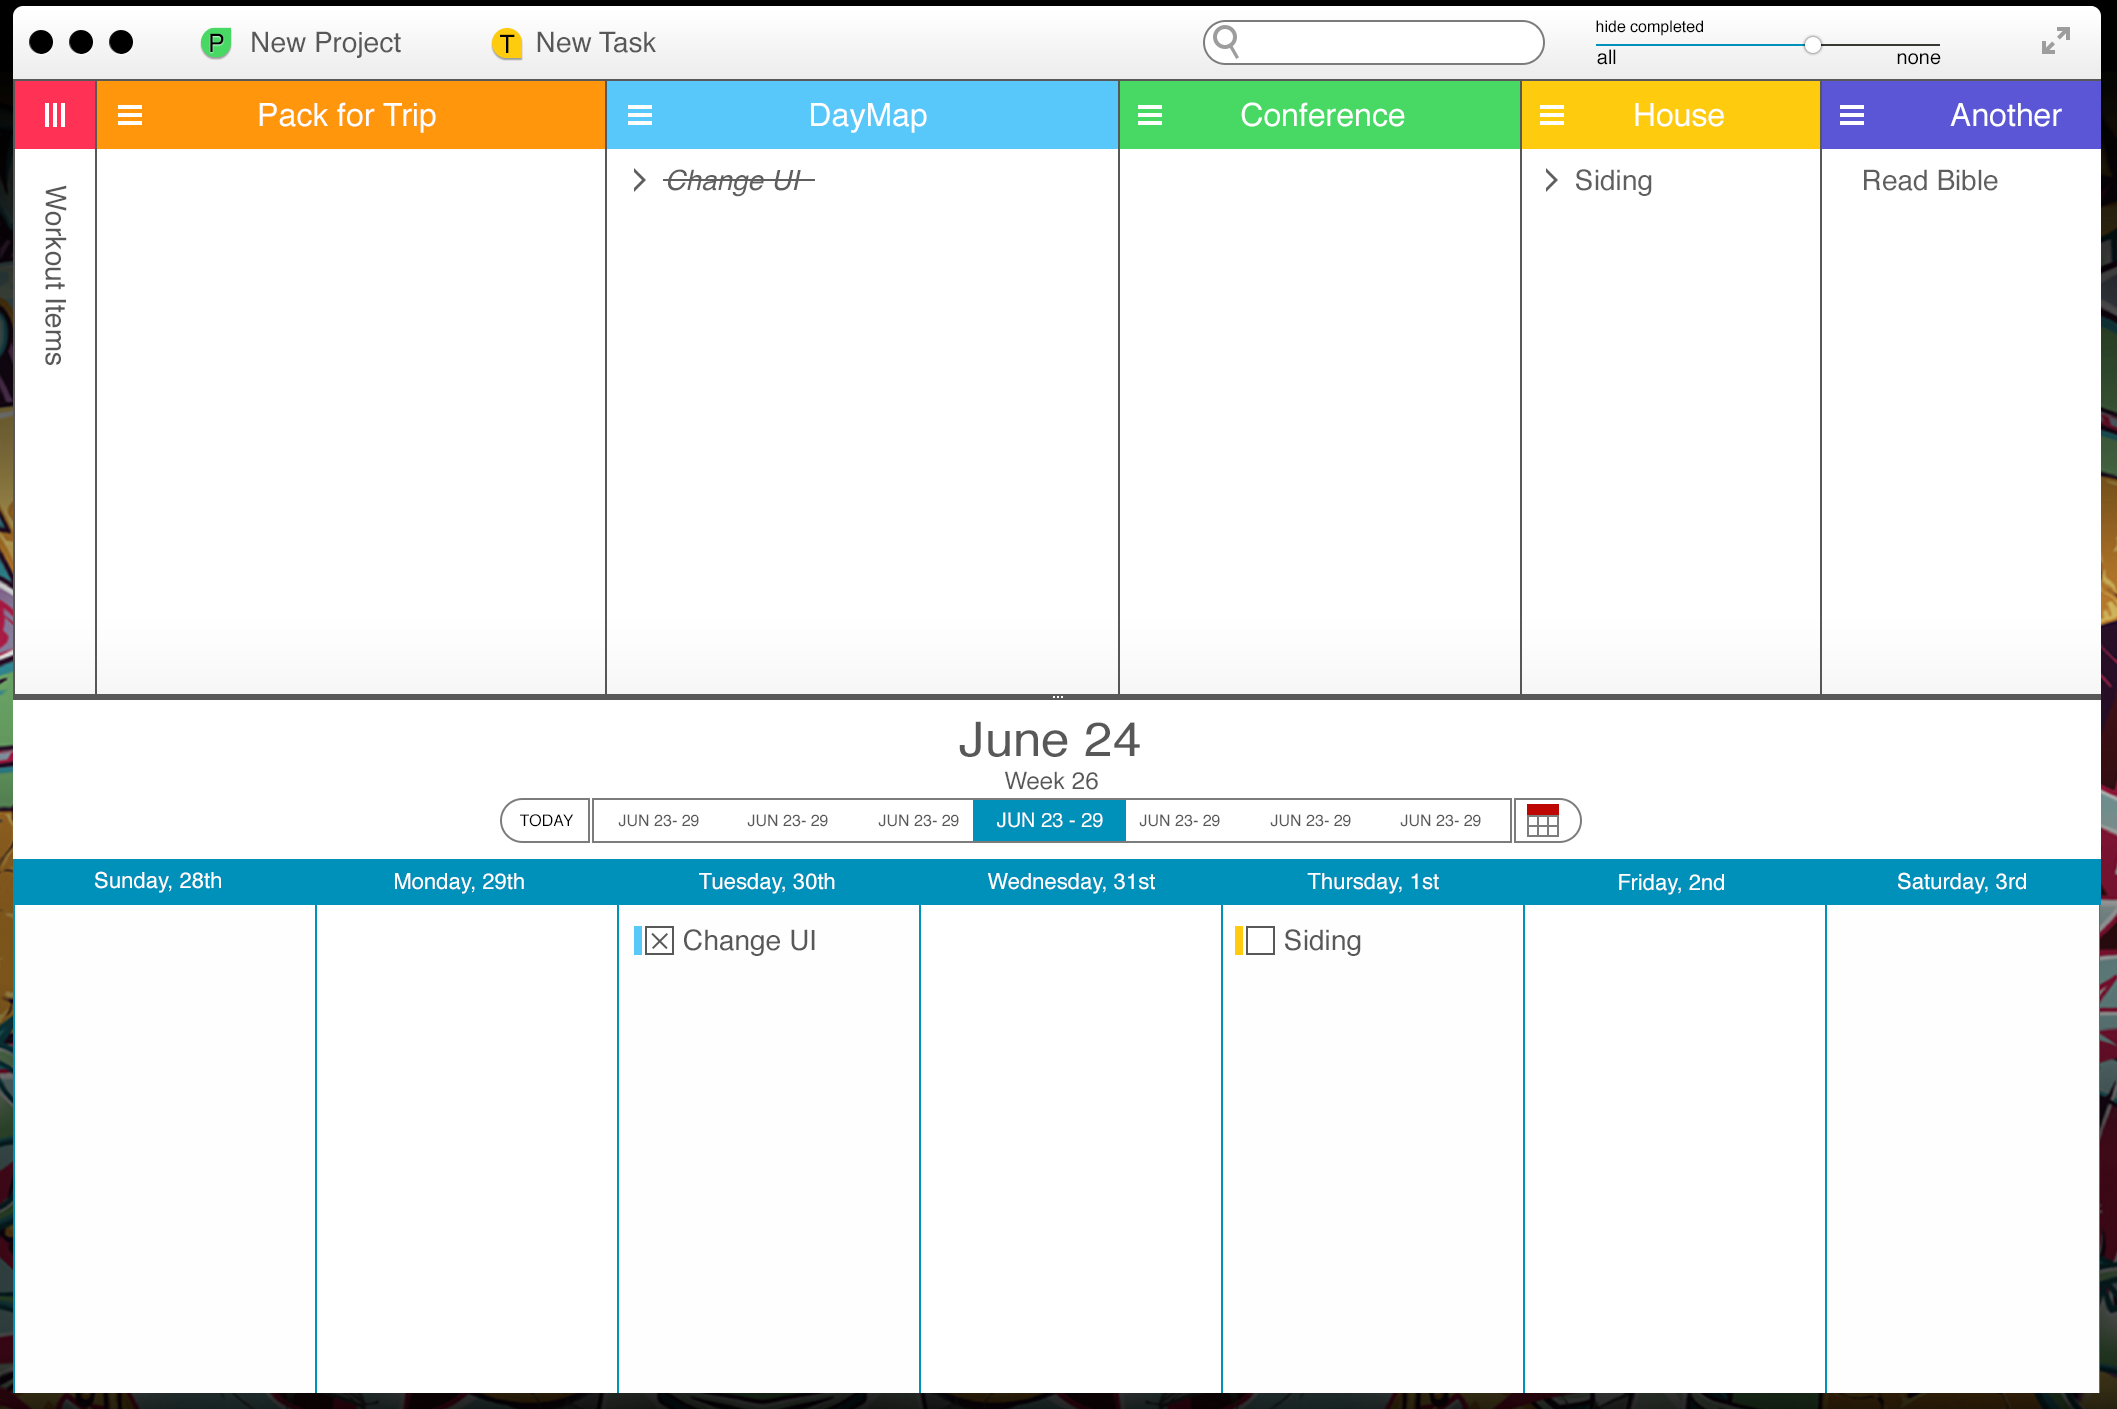 P New Project
T New Task
hide completed
all none
Pack for Trip
DayMap
Conference
House
Another
Workout Items
Change UI
Siding
Read Bible
June 24
Week 26
TODAY
JUN 23- 29
JUN 23- 29
JUN 23- 29
JUN 23 - 29
JUN 23- 29
JUN 23- 29
JUN 23- 29
Sunday, 28th
Monday, 29th
Tuesday, 30th
Wednesday, 31st
Thursday, 1st
Friday, 2nd
Saturday, 3rd
Change UI
Siding